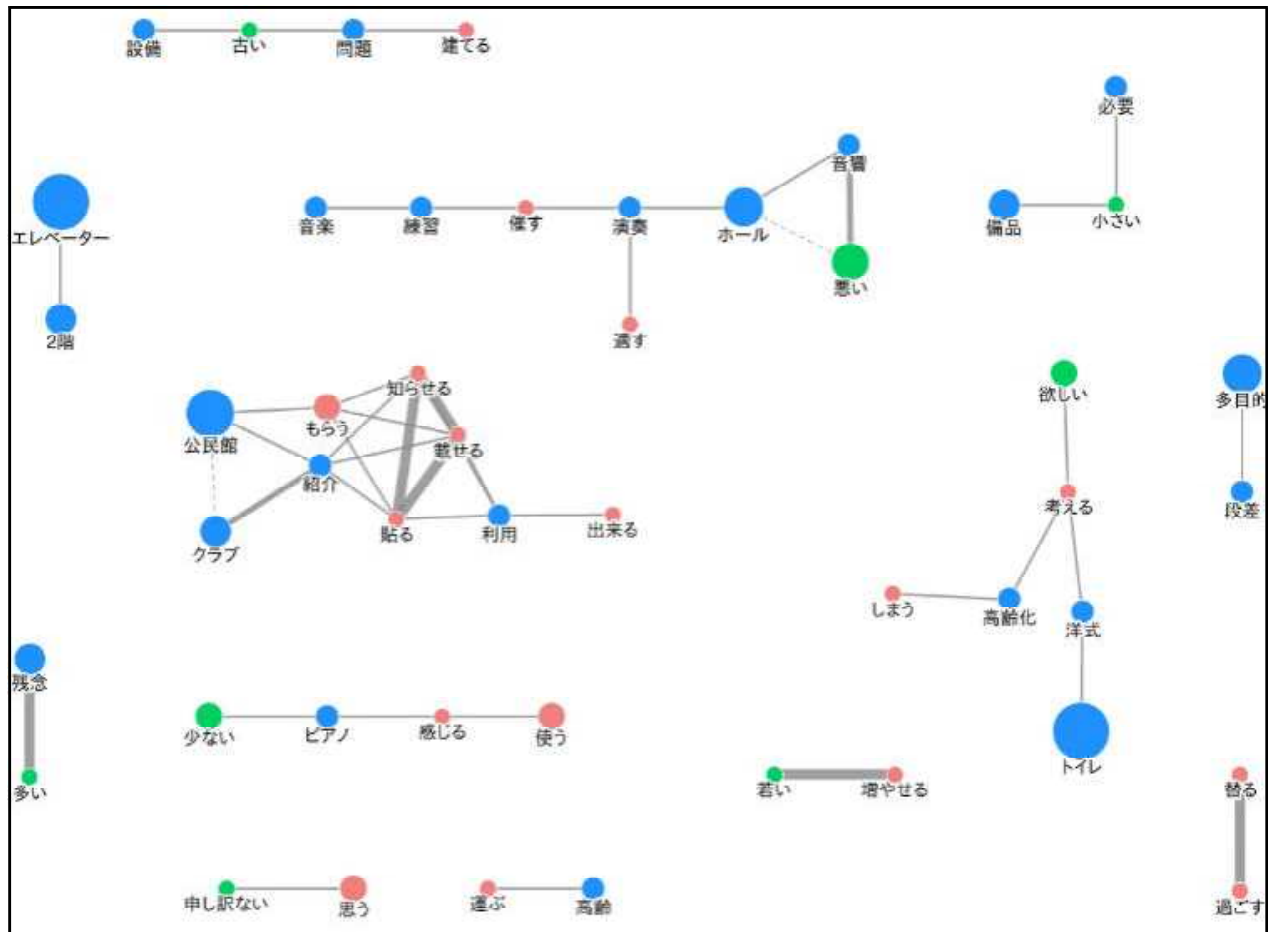 設備 古い 問題 建てる
必要
音響
エレベーター 音楽 練習 催す 演奏 ホール 備品 小さい
悪い
2階 適す
知らせる 欲しい 多目的
公民館 もらう 載せる
紹介 考える 段差
クラブ 貼る 利用 出来る
しまう 高齢化 洋式
残念
少ない ピアノ 感じる 使う トイレ
多い 若い 増やせる 替る
申し訳ない 思う 運ぶ 高齢 過ごす